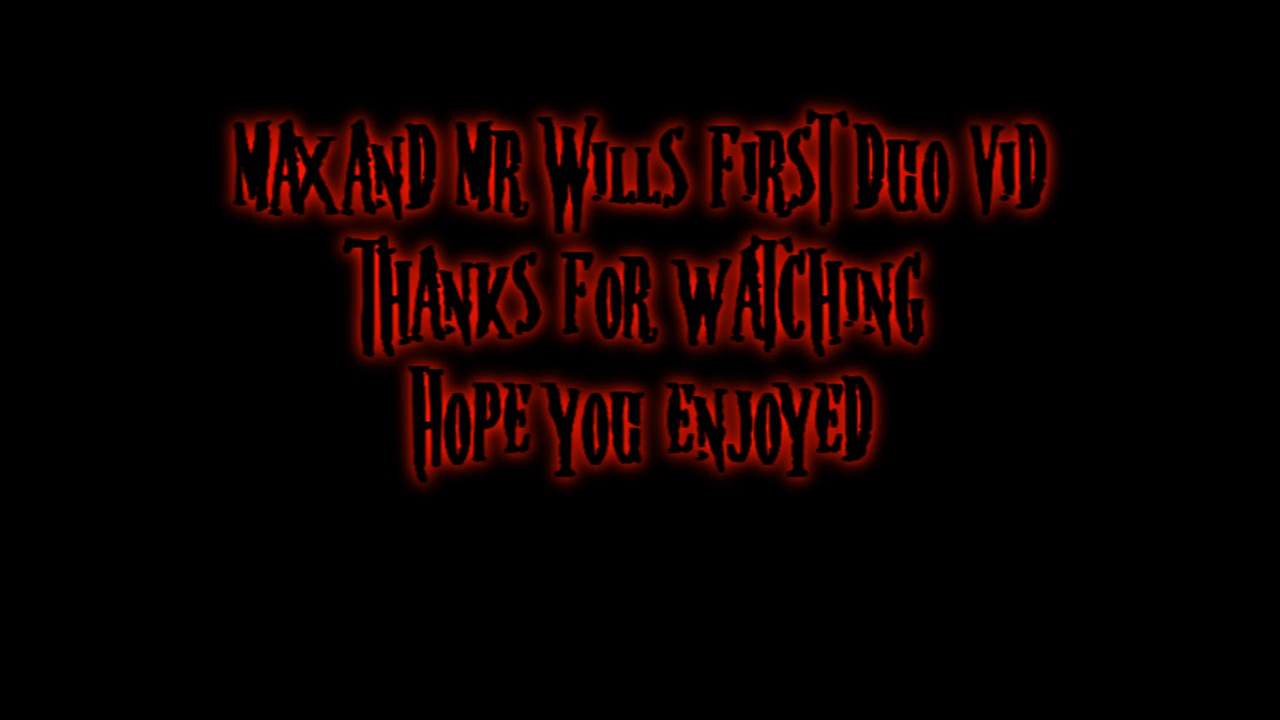 Max and Mr Wills First Duo Vid
Thanks For Watching
Hope you enjoyed